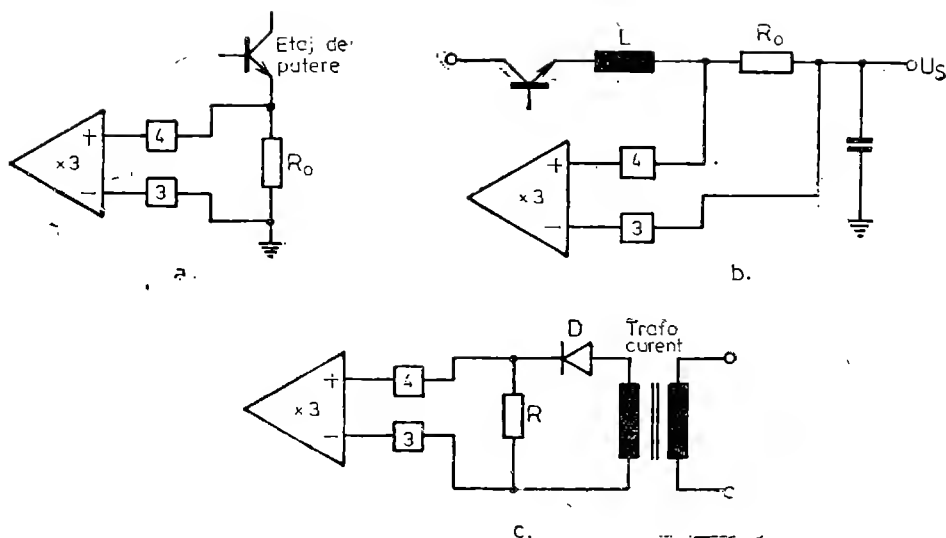 Etaj de
putere
+
4
×3
R₀
−
3
a.
L
R₀
U_S
+
4
×3
−
3
b.
D
Trafo
curent
+
4
×3
R
−
3
c.